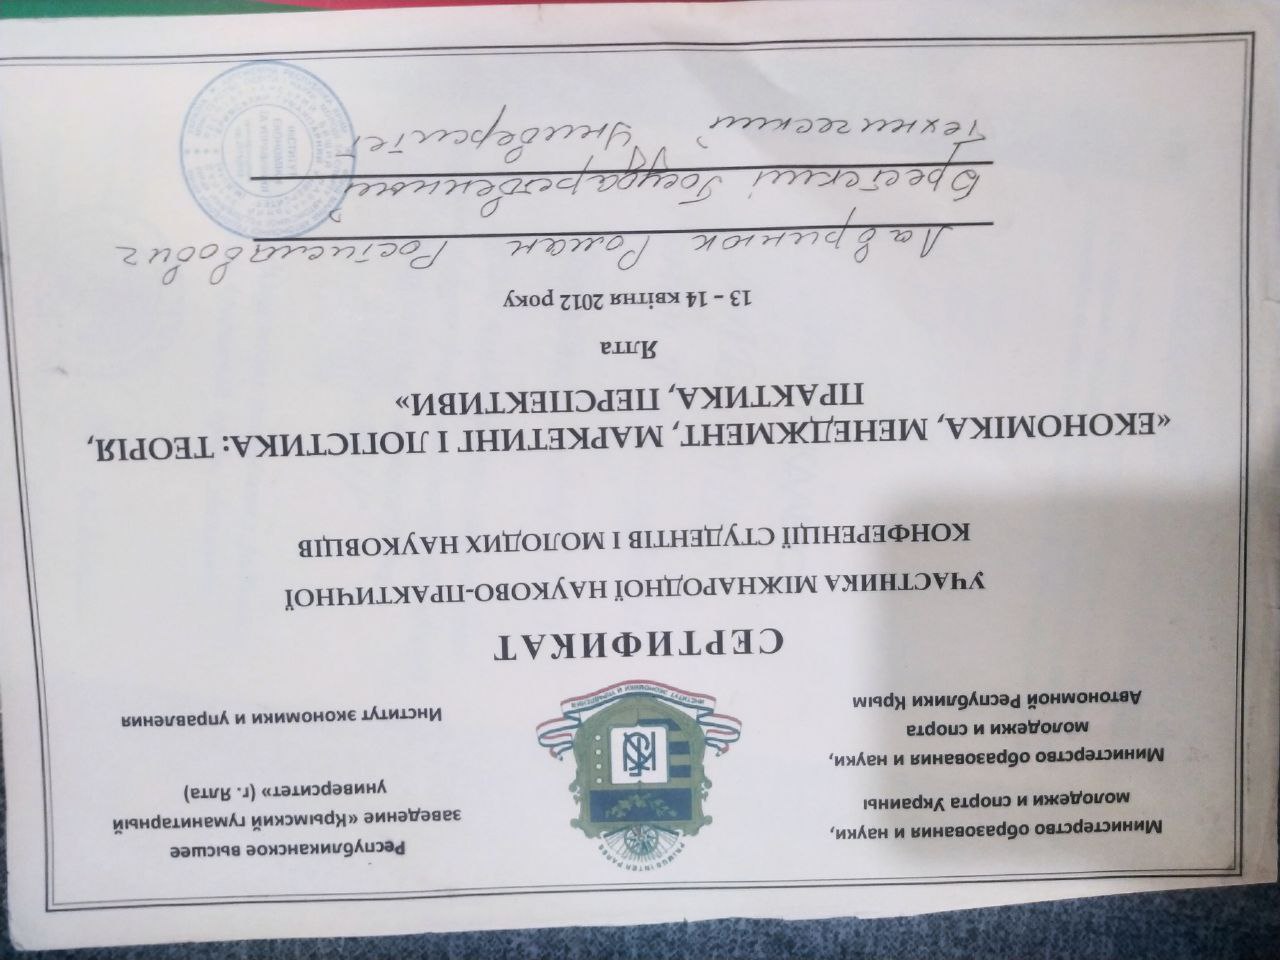 Министерство образования и науки,
молодежи и спорта Украины
Министерство образования и науки,
молодежи и спорта
Автономной Республики Крым
PRIMUS INTER PARES
ИНСТИТУТ ЭКОНОМИКИ И УПРАВЛЕНИЯ
Республиканское высшее
заведение «Крымский гуманитарный
университет» (г. Ялта)
Институт экономики и управления
СЕРТИФИКАТ
УЧАСТНИКА МІЖНАРОДНОЇ НАУКОВО-ПРАКТИЧНОЇ
КОНФЕРЕНЦІЇ СТУДЕНТІВ І МОЛОДИХ НАУКОВЦІВ
«ЕКОНОМІКА, МЕНЕДЖМЕНТ, МАРКЕТИНГ І ЛОГІСТИКА: ТЕОРІЯ,
ПРАКТИКА, ПЕРСПЕКТИВИ»
Ялта
13 – 14 квітня 2012 року
Лавринюк Роман Ростиславович
Брестский Государственный
Технический Университет